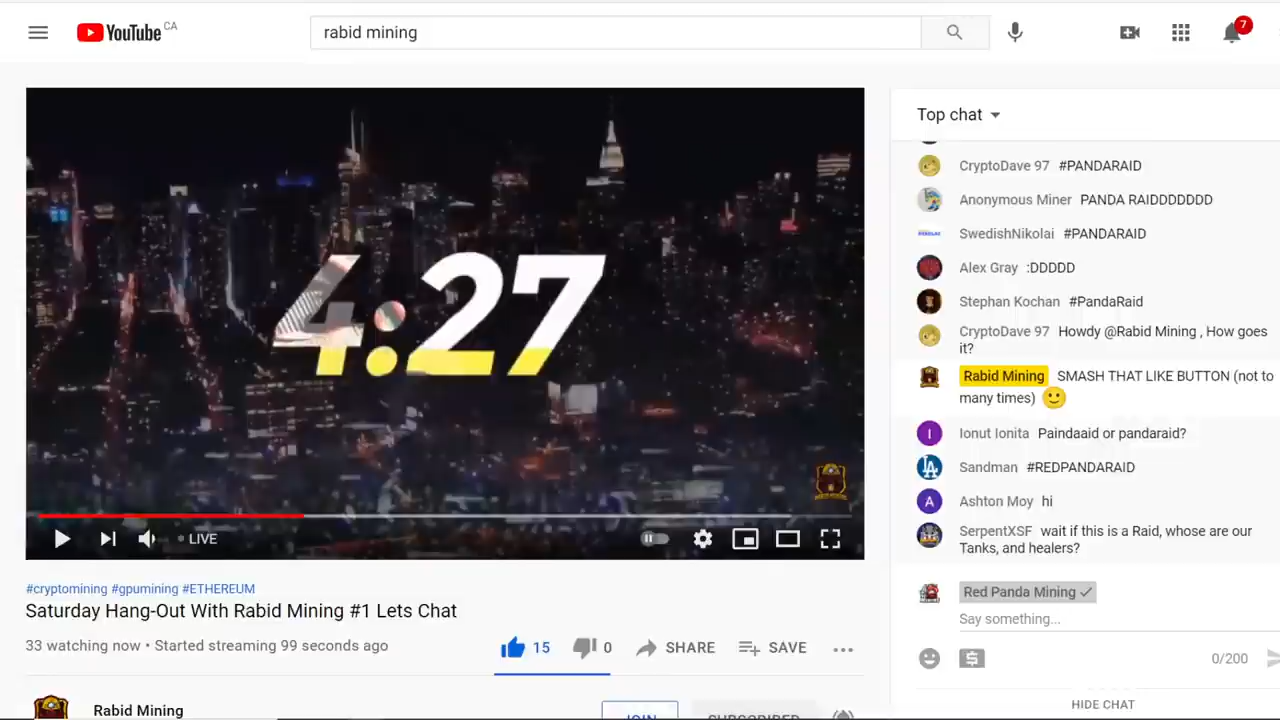 YouTube CA
rabid mining
7
4:27
LIVE
#cryptomining #gpumining #ETHEREUM
Saturday Hang-Out With Rabid Mining #1 Lets Chat
33 watching now • Started streaming 99 seconds ago
15
0
SHARE
SAVE
Rabid Mining
JOIN
SUBSCRIBED
Top chat
CryptoDave 97 #PANDARAID
Anonymous Miner PANDA RAIDDDDDDD
SwedishNikolai #PANDARAID
Alex Gray :DDDDD
Stephan Kochan #PandaRaid
CryptoDave 97 Howdy @Rabid Mining , How goes
it?
Rabid Mining SMASH THAT LIKE BUTTON (not to
many times) 🙂
I
Ionut Ionita Paindaaid or pandaraid?
LA
Sandman #REDPANDARAID
A
Ashton Moy hi
SerpentXSF wait if this is a Raid, whose are our
Tanks, and healers?
Red Panda Mining ✓
Say something...
0/200
HIDE CHAT